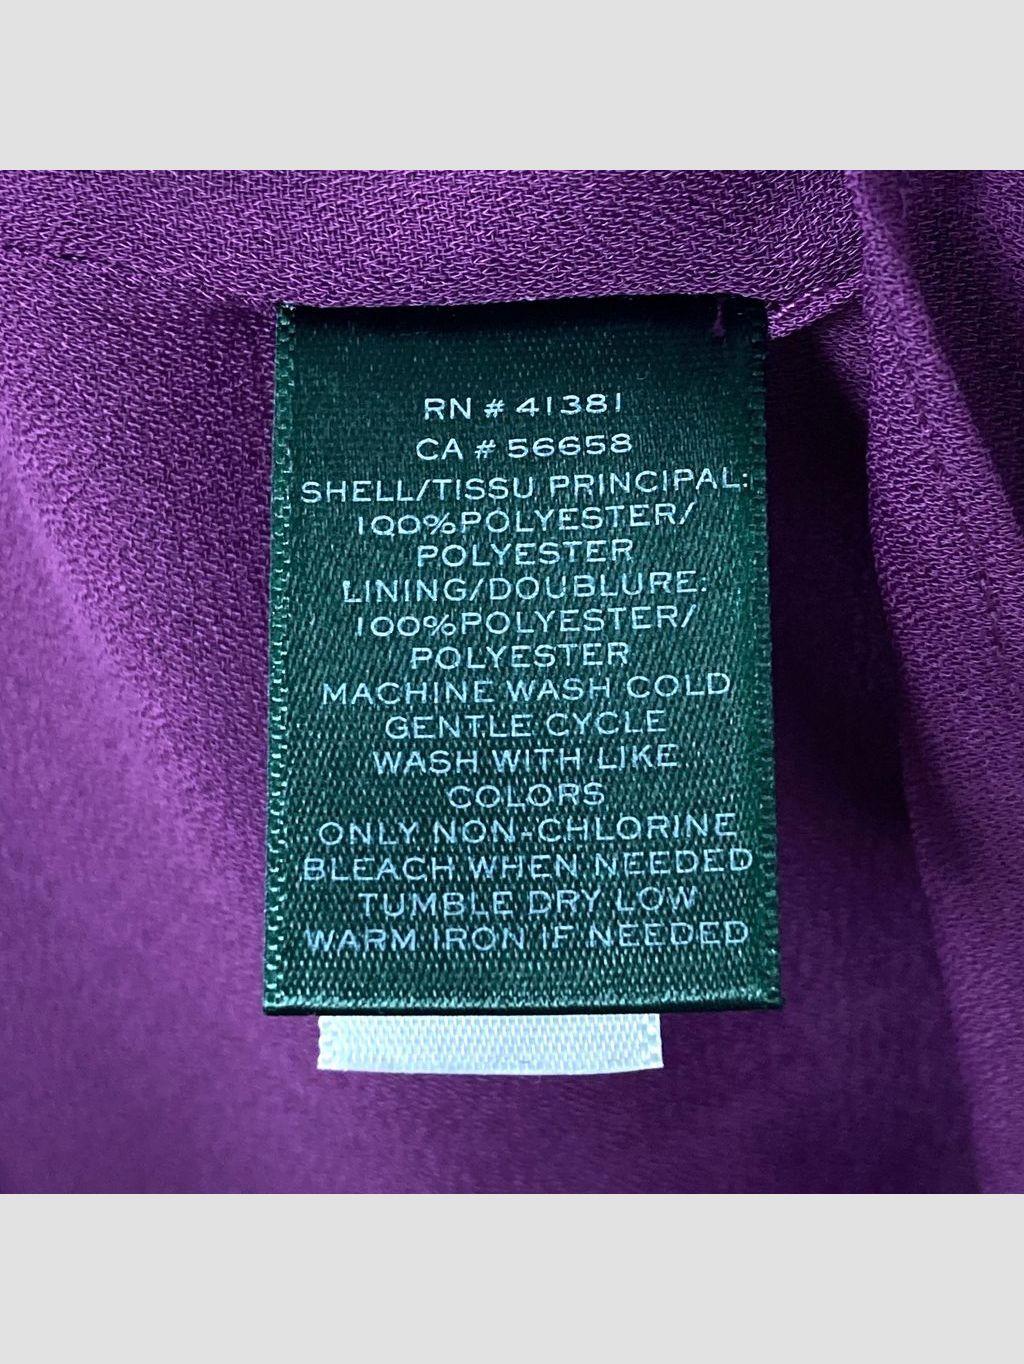 RN # 41381
CA # 56658
SHELL/TISSU PRINCIPAL:
100%POLYESTER/
POLYESTER
LINING/DOUBLURE:
100%POLYESTER/
POLYESTER
MACHINE WASH COLD
GENTLE CYCLE
WASH WITH LIKE
COLORS
ONLY NON-CHLORINE
BLEACH WHEN NEEDED
TUMBLE DRY LOW
WARM IRON IF NEEDED